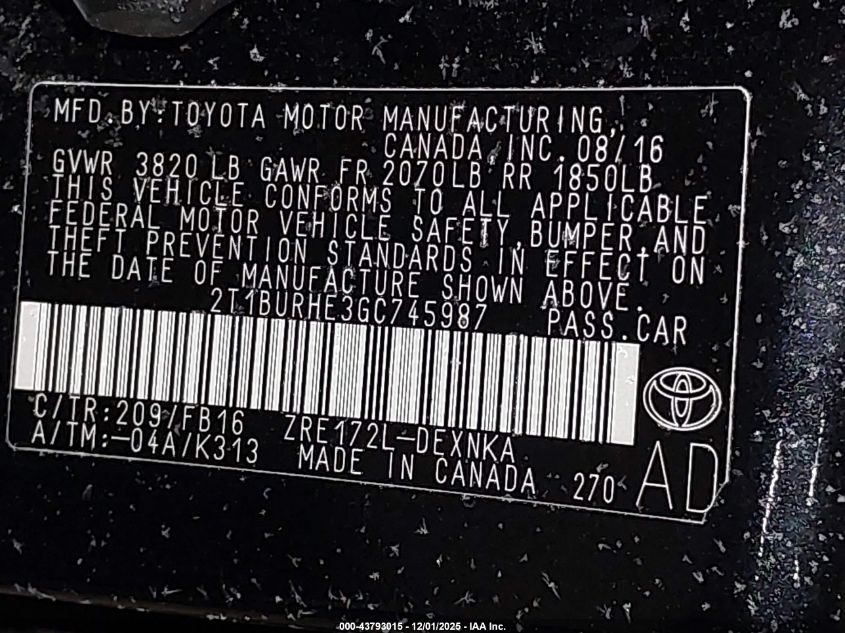 MFD.BY:TOYOTA MOTOR MANUFACTURING,
CANADA,INC. 08/16
GVWR 3820 LB GAWR FR 2070LB RR 1850LB
THIS VEHICLE CONFORMS TO ALL APPLICABLE
FEDERAL MOTOR VEHICLE SAFETY,BUMPER,AND
THEFT PREVENTION STANDARDS IN EFFECT ON
THE DATE OF MANUFACTURE SHOWN ABOVE.
2T1BURHE3GC745987 PASS.CAR
C/TR:209/FB16 ZRE172L-DEXNKA
A/TM:-04A/K313 MADE IN CANADA 270 AD
000-43793015 - 12/01/2025 - IAA Inc.